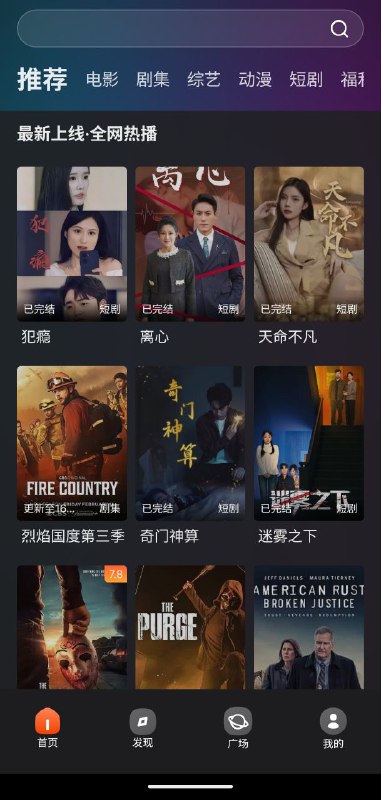 推荐 电影 剧集 综艺 动漫 短剧 福利
最新上线·全网热播
犯瘾
已完结 短剧
犯瘾
离心
已完结 短剧
离心
天命不凡
已完结 短剧
天命不凡
FIRE COUNTRY
更新至16... 剧集
烈焰国度第三季
奇门神算
已完结 短剧
奇门神算
迷雾之下
已完结 短剧
迷雾之下
7.8
THE
THE
PURGE
JEFF DANIELS MAURA TIERNEY
AMERICAN RUST
BROKEN JUSTICE
首页 发现 广场 我的